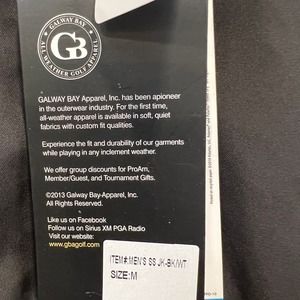 GALWAY BAY
GB
ALL WEATHER GOLF APPAREL
GALWAY BAY Apparel, Inc. has been apioneer
in the outerwear industry. For the first time,
all-weather apparel is available in soft, quiet
fabrics with custom fit qualities.
Experience the fit and durability of our garments
while playing in any inclement weather.
We offer group discounts for ProAm,
Member/Guest, and Tournament Gifts.
©2013 Galway Bay-Apparel, Inc.
All Rights Reserved.
Like us on Facebook
Follow us on Sirius XM PGA Radio
Visit our website:
www.gbagolf.com
ITEM#:MEN'S SS JK-BK/WT
SIZE:M